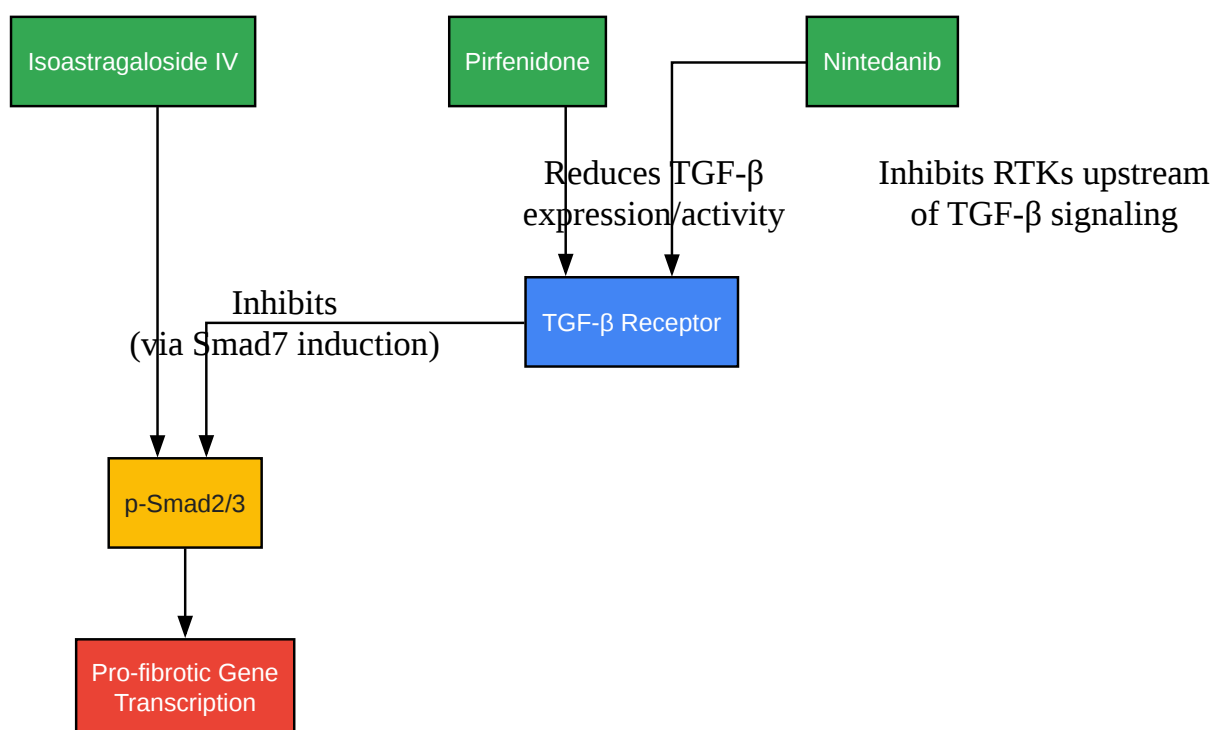 Isoastragaloside IV
Pirfenidone
Nintedanib
Reduces TGF-β
expression/activity
Inhibits RTKs upstream
of TGF-β signaling
Inhibits
(via Smad7 induction)
TGF-β Receptor
p-Smad2/3
Pro-fibrotic Gene
Transcription